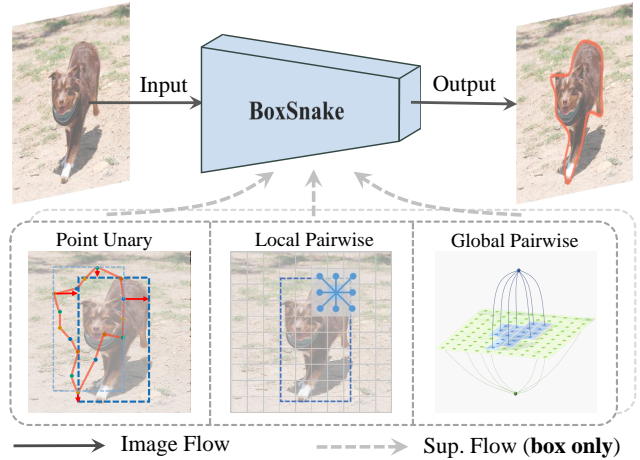 Input
BoxSnake
Output
Point Unary
Local Pairwise
Global Pairwise
Image Flow
Sup. Flow (box only)